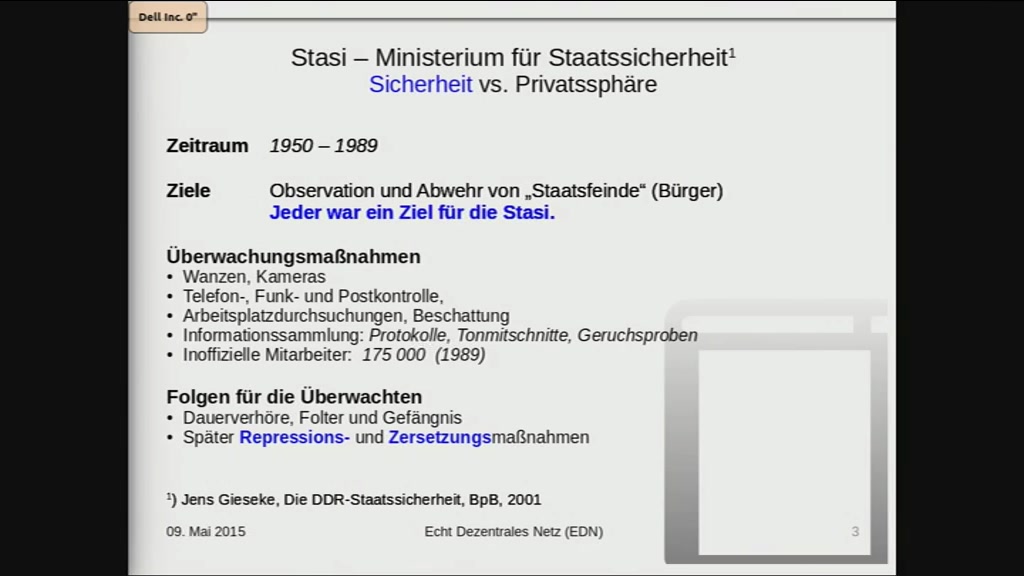 Dell Inc. 0"
Stasi – Ministerium für Staatssicherheit¹
Sicherheit vs. Privatssphäre
Zeitraum 1950 – 1989
Ziele Observation und Abwehr von „Staatsfeinde“ (Bürger)
Jeder war ein Ziel für die Stasi.
Überwachungsmaßnahmen
• Wanzen, Kameras
• Telefon-, Funk- und Postkontrolle,
• Arbeitsplatzdurchsuchungen, Beschattung
• Informationssammlung: Protokolle, Tonmitschnitte, Geruchsproben
• Inoffizielle Mitarbeiter: 175 000 (1989)
Folgen für die Überwachten
• Dauerverhöre, Folter und Gefängnis
• Später Repressions- und Zersetzungsmaßnahmen
¹) Jens Gieseke, Die DDR-Staatssicherheit, BpB, 2001
09. Mai 2015 Echt Dezentrales Netz (EDN) 3